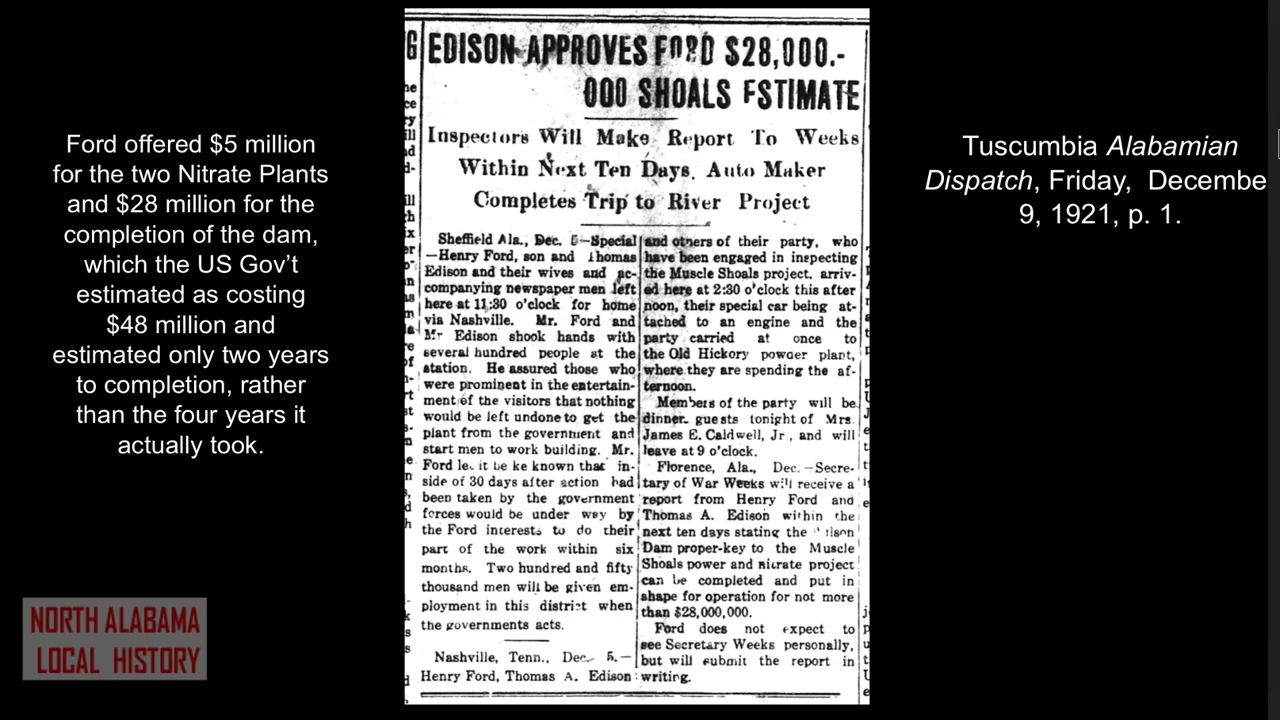 Ford offered $5 million
for the two Nitrate Plants
and $28 million for the
completion of the dam,
which the US Gov’t
estimated as costing
$48 million and
estimated only two years
to completion, rather
than the four years it
actually took.
NORTH ALABAMA
LOCAL HISTORY
EDISON APPROVES FORD $28,000.-
000 SHOALS ESTIMATE
Inspectors Will Make Report To Weeks
Within Next Ten Days, Auto Maker
Completes Trip to River Project
Sheffield Ala., Dec. 5—Special
—Henry Ford, son and Thomas
Edison and their wives and ac-
companying newspaper men left
here at 11:30 o'clock for home
via Nashville. Mr. Ford and
Mr Edison shook hands with
several hundred people at the
station. He assured those who
were prominent in the entertain-
ment of the visitors that nothing
would be left undone to get the
plant from the government and
start men to work building. Mr.
Ford let it be ke known that in-
side of 30 days after action had
been taken by the government
forces would be under way by
the Ford interests to do their
part of the work within six
months. Two hundred and fifty
thousand men will be given em-
ployment in this district when
the governments acts.
Nashville, Tenn., Dec. 5.—
Henry Ford, Thomas A. Edison
and others of their party, who
have been engaged in inspecting
the Muscle Shoals project. arriv-
ed here at 2:30 o'clock this after
noon, their special car being at-
tached to an engine and the
party carried at once to
the Old Hickory powder plant,
where they are spending the af-
ternoon.
Members of the party will be
dinner guests tonight of Mrs.
James E. Caldwell, Jr, and will
leave at 9 o'clock.
Florence, Ala., Dec.—Secre-
tary of War Weeks will receive a
report from Henry Ford and
Thomas A. Edison within the
next ten days stating the
Dam proper-key to the Muscle
Shoals power and nitrate project
can be completed and put in
shape for operation for not more
than $28,000,000.
Ford does not expect to
see Secretary Weeks personally,
but will submit the report in
writing.
Tuscumbia Alabamian
Dispatch, Friday, Decembe
9, 1921, p. 1.